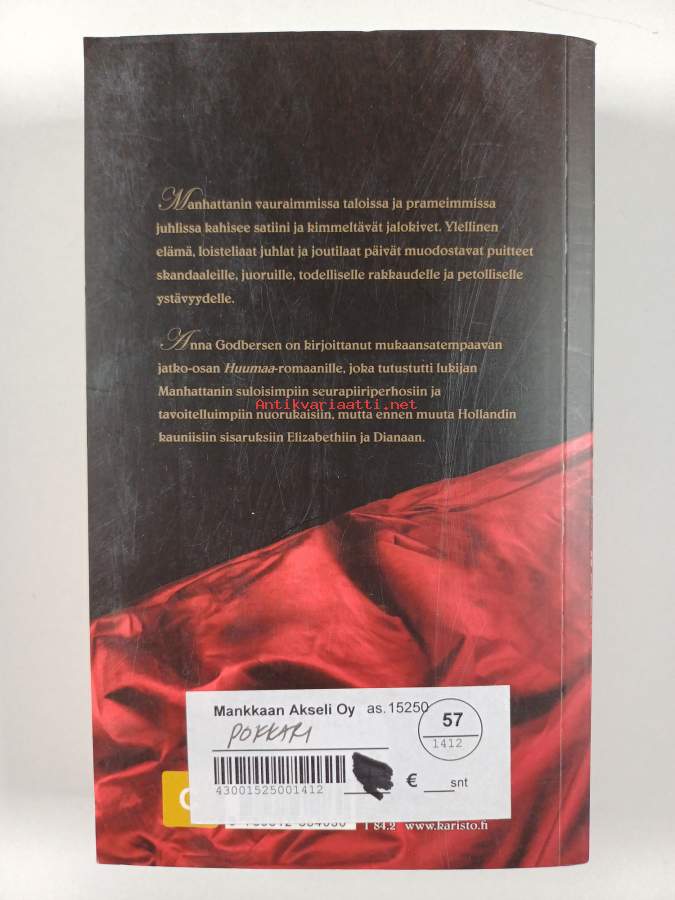 Manhattanin vauraimmissa taloissa ja prameimmissa
juhlissa kahisee satiini ja kimmeltävät jalokivet. Ylellinen
elämä, loisteliaat juhlat ja joutilaat päivät muodostavat puitteet
skandaaleille, juoruille, todelliselle rakkaudelle ja petolliselle
ystävyydelle.
Anna Godbersen on kirjoittanut mukaansatempaavan
jatko-osan Huumaa-romaanille, joka tutustutti lukijan
Manhattanin suloisimpiin seurapiiriperhosiin ja
Antikvariaatti.net
tavoitelluimpiin nuorukaisiin, mutta ennen muuta Hollandin
kauniisiin sisaruksiin Elizabethiin ja Dianaan.
Mankkaan Akseli Oy as.15250
57
POKKARI
1412
€ snt
43001525001412
84.2 www.karisto.fi